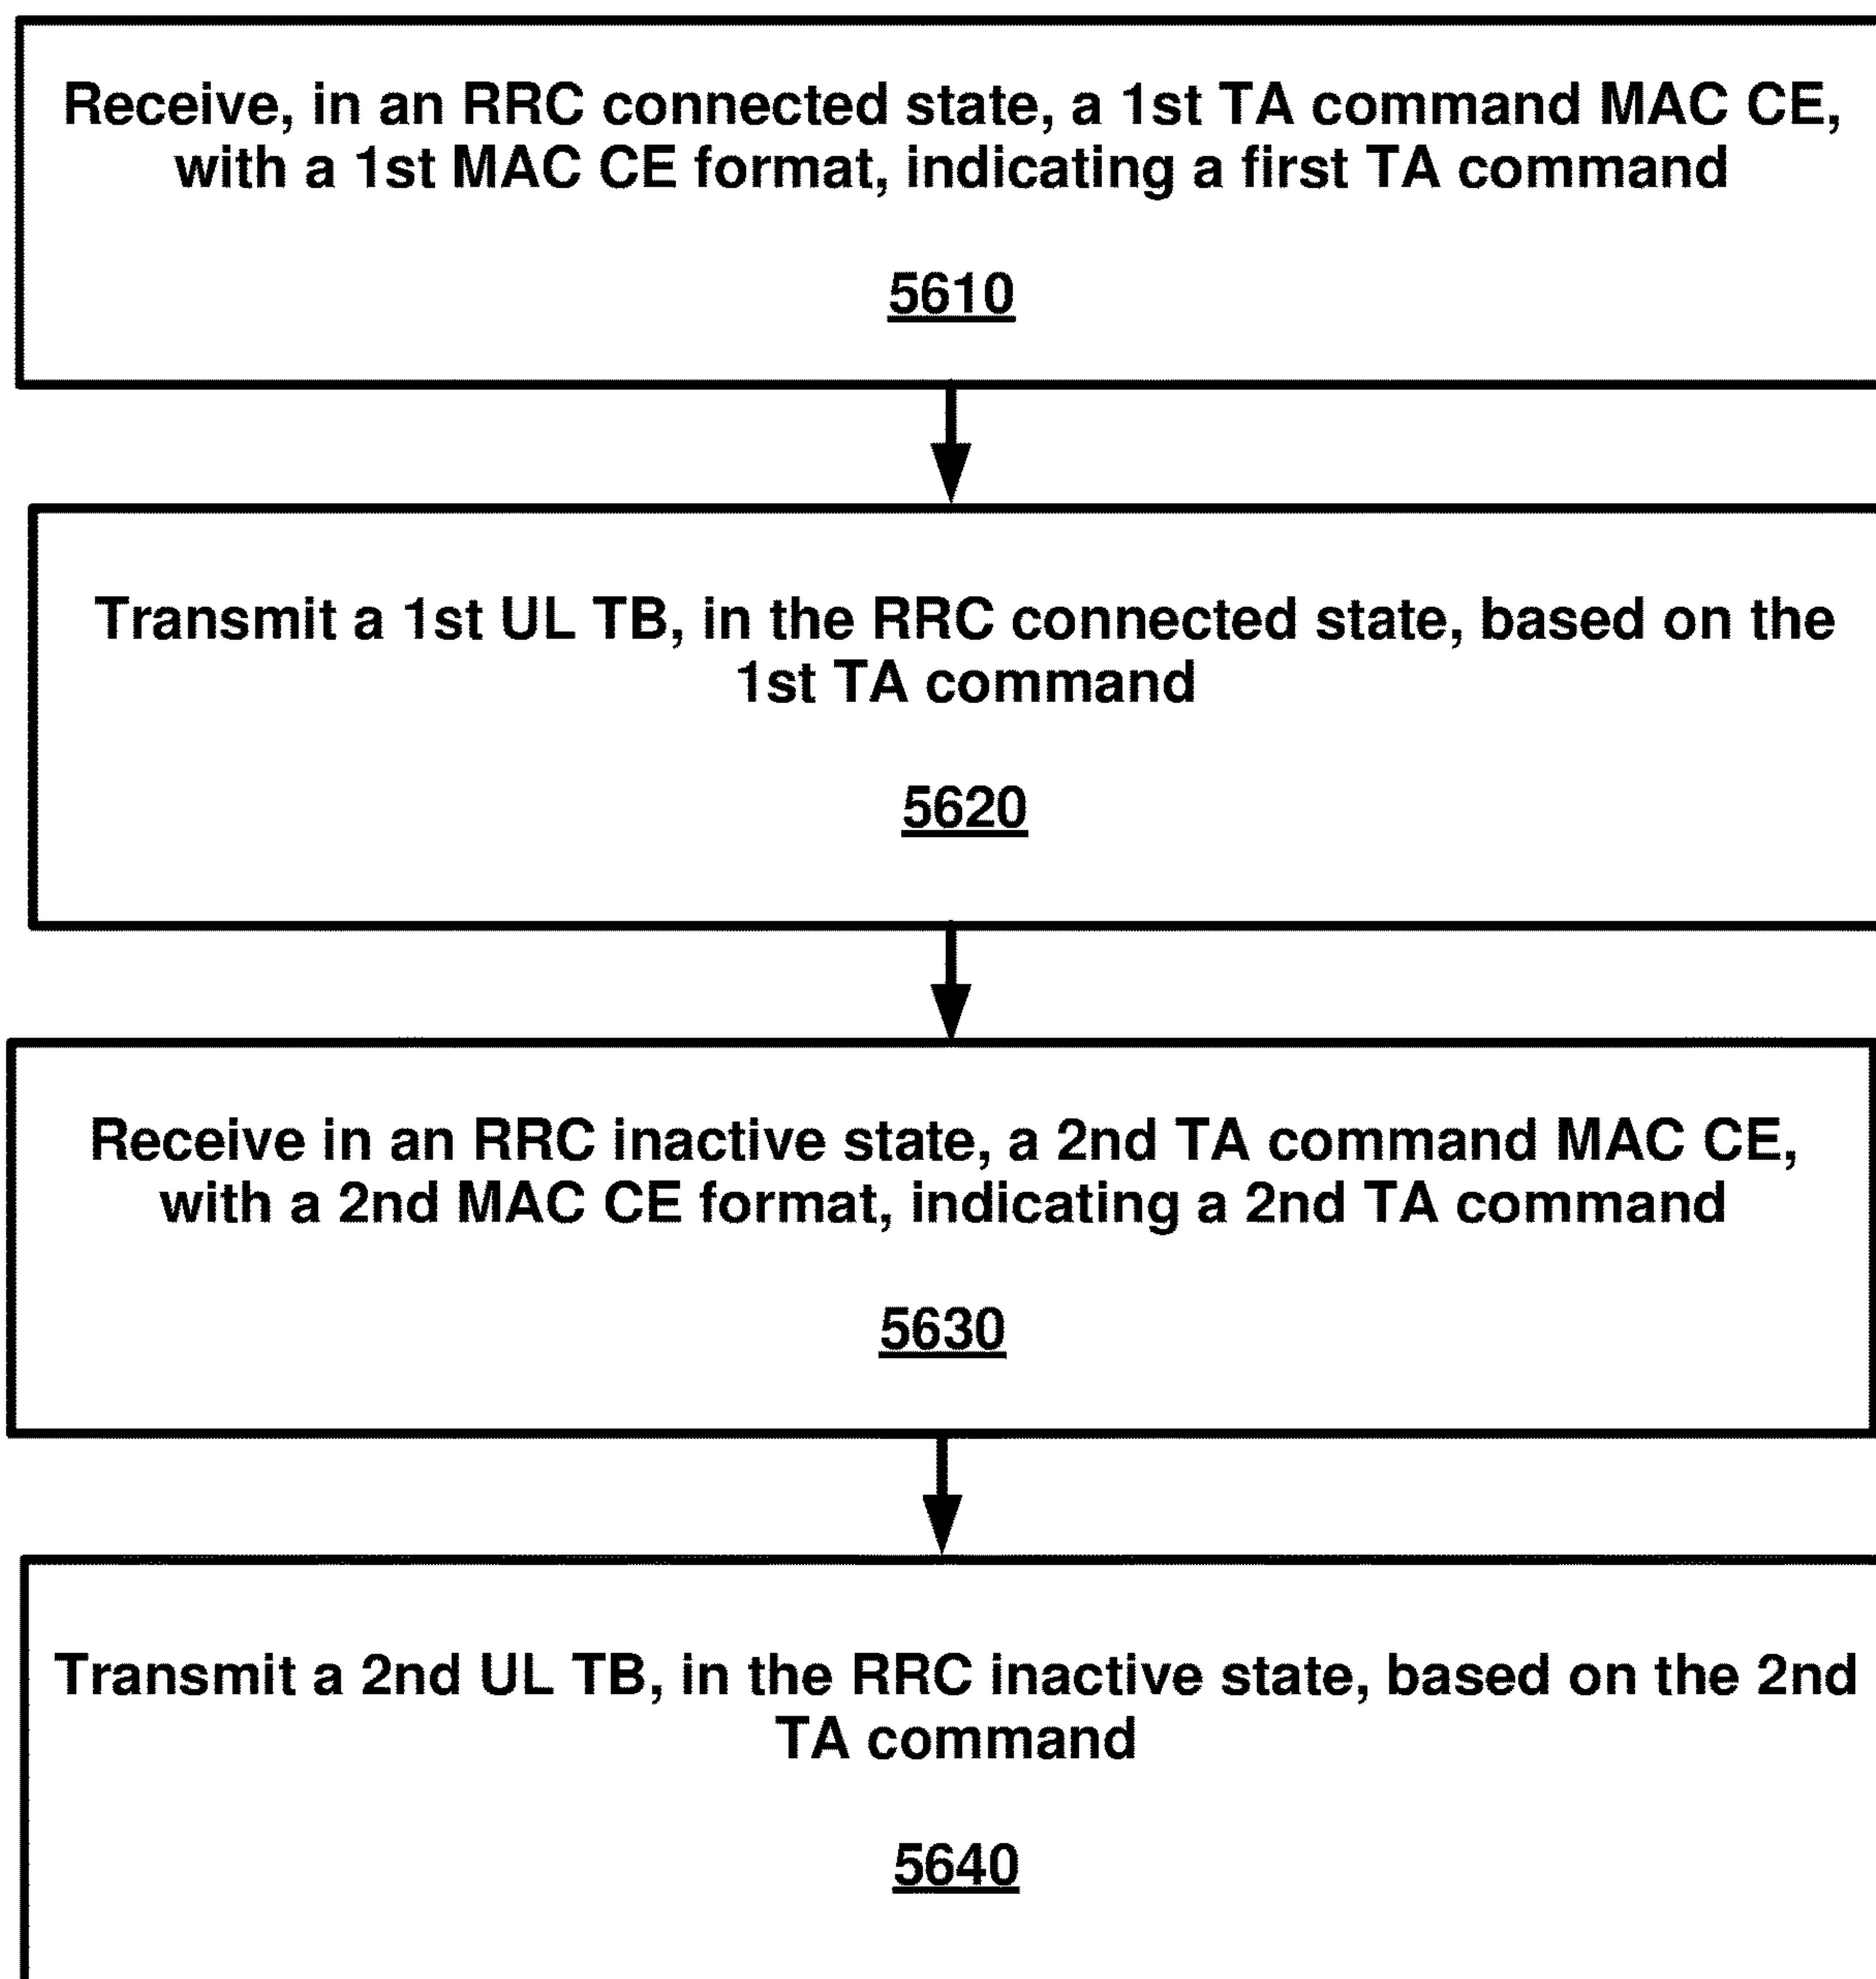 Receive, in an RRC connected state, a 1st TA command MAC CE,
with a 1st MAC CE format, indicating a first TA command
5610
Transmit a 1st UL TB, in the RRC connected state, based on the
1st TA command
5620
Receive in an RRC inactive state, a 2nd TA command MAC CE,
with a 2nd MAC CE format, indicating a 2nd TA command
5630
Transmit a 2nd UL TB, in the RRC inactive state, based on the 2nd
TA command
5640